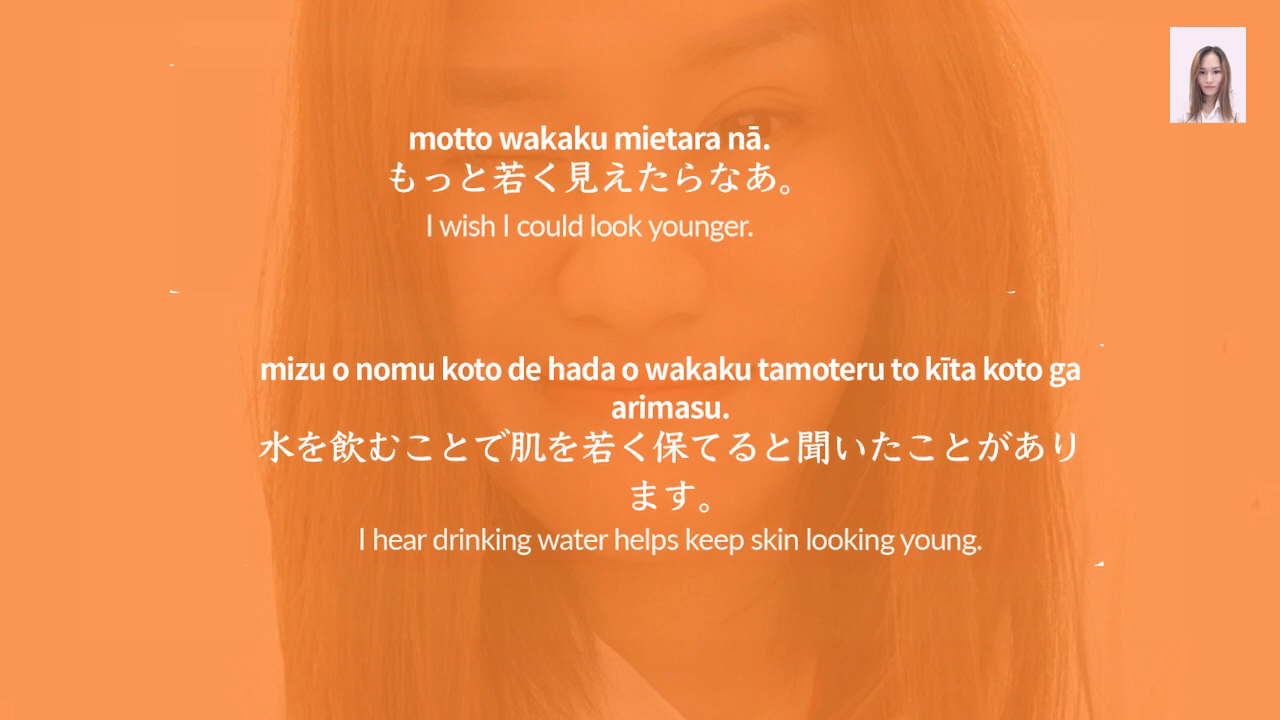 motto wakaku mietara nā.
もっと若く見えたらなあ。
I wish I could look younger.
mizu o nomu koto de hada o wakaku tamoteru to kīta koto ga
arimasu.
水を飲むことで肌を若く保てると聞いたことがあり
ます。
I hear drinking water helps keep skin looking young.